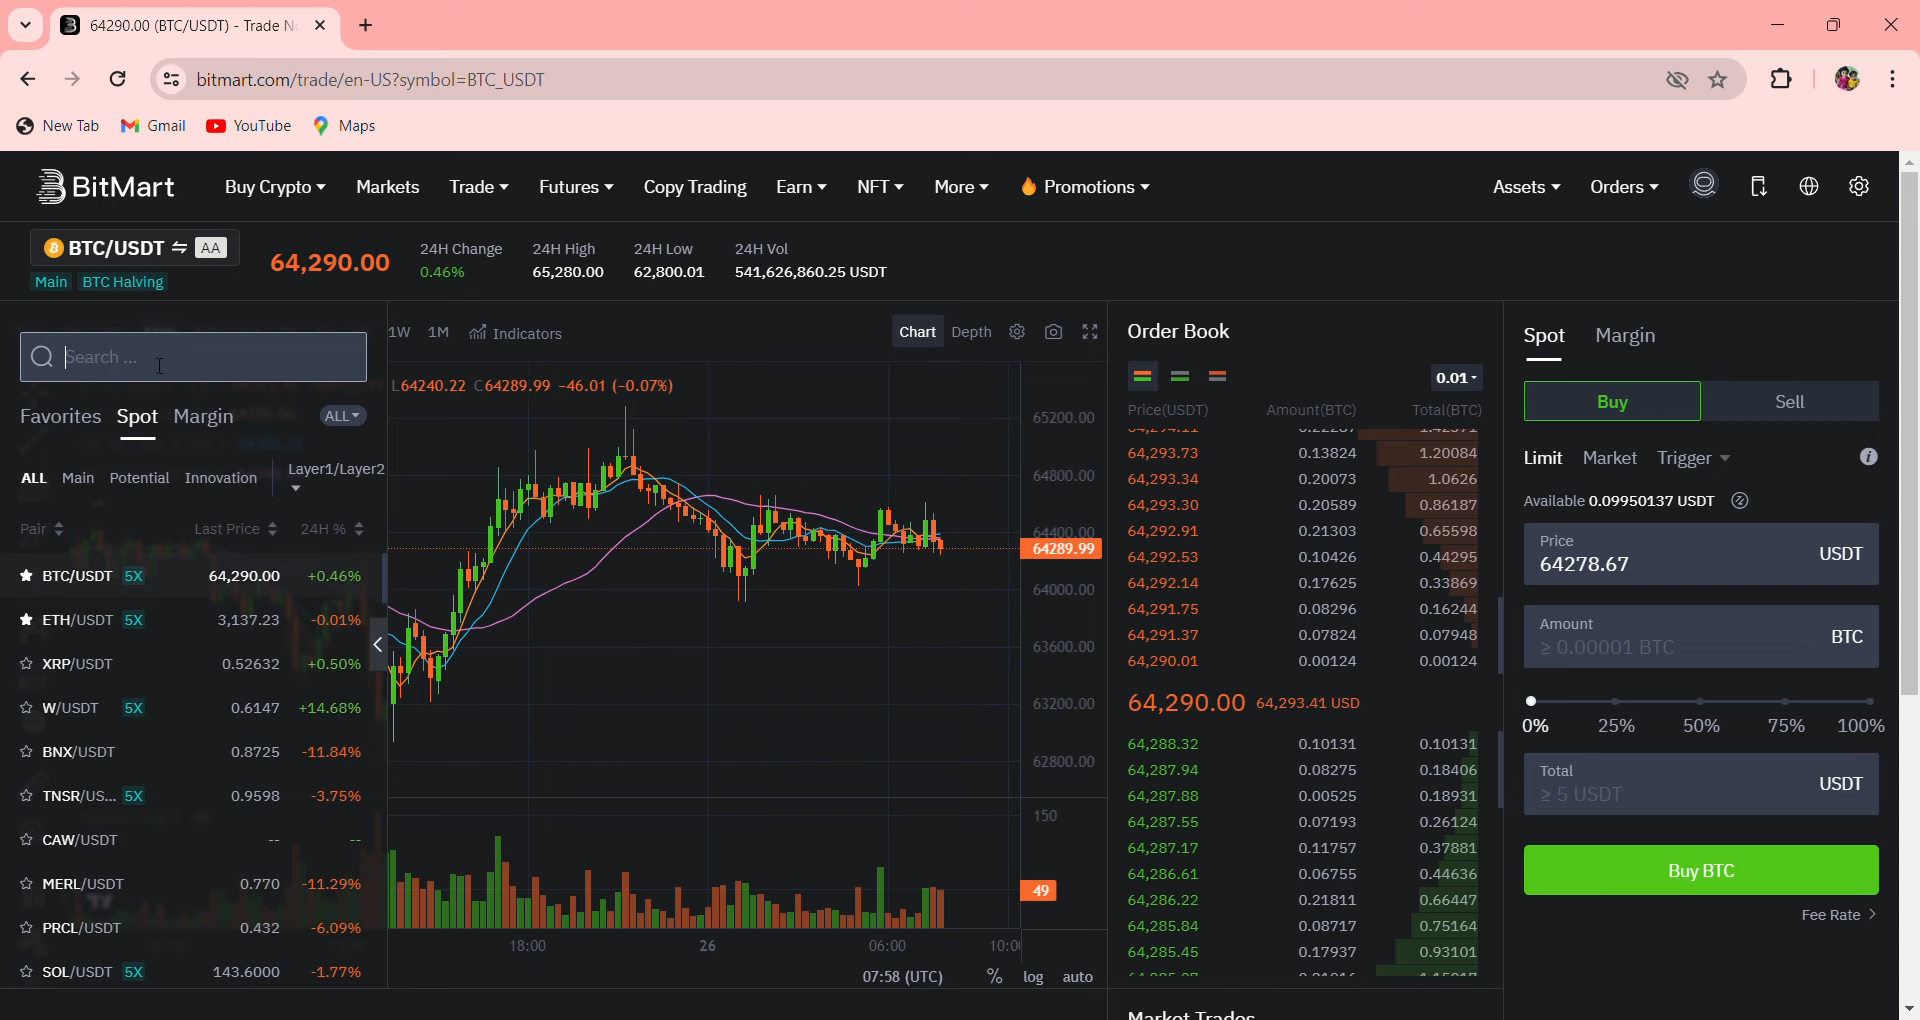 64290.00 (BTC/USDT) - Trade N
bitmart.com/trade/en-US?symbol=BTC_USDT
New Tab Gmail YouTube Maps
BitMart Buy Crypto Markets Trade Futures Copy Trading Earn NFT More Promotions Assets Orders
BTC/USDT AA
Main BTC Halving
64,290.00
24H Change 24H High 24H Low 24H Vol
0.46% 65,280.00 62,800.01 541,626,860.25 USDT
Search ...
Favorites Spot Margin ALL
ALL Main Potential Innovation Layer1/Layer2
Pair Last Price 24H %
BTC/USDT 5X 64,290.00 +0.46%
ETH/USDT 5X 3,137.23 -0.01%
XRP/USDT 0.52632 +0.50%
W/USDT 5X 0.6147 +14.68%
BNX/USDT 0.8725 -11.84%
TNSR/US... 5X 0.9598 -3.75%
CAW/USDT -- --
MERL/USDT 0.770 -11.29%
PRCL/USDT 0.432 -6.09%
SOL/USDT 5X 143.6000 -1.77%
1W 1M Indicators Chart Depth
L64240.22 C64289.99 -46.01 (-0.07%)
65200.00
64800.00
64400.00
64289.99
64000.00
63600.00
63200.00
62800.00
150
49
18:00 26 06:00 10:0
07:58 (UTC) % log auto
Order Book
0.01
Price(USDT) Amount(BTC) Total(BTC)
64,293.73 0.13824 1.20084
64,293.34 0.20073 1.0626
64,293.30 0.20589 0.86187
64,292.91 0.21303 0.65598
64,292.53 0.10426 0.44295
64,292.14 0.17625 0.33869
64,291.75 0.08296 0.16244
64,291.37 0.07824 0.07948
64,290.01 0.00124 0.00124
64,290.00 64,293.41 USD
64,288.32 0.10131 0.10131
64,287.94 0.08275 0.18406
64,287.88 0.00525 0.18931
64,287.55 0.07193 0.26124
64,287.17 0.11757 0.37881
64,286.61 0.06755 0.44636
64,286.22 0.21811 0.66447
64,285.84 0.08717 0.75164
64,285.45 0.17937 0.93101
Market Trades
Spot Margin
Buy Sell
Limit Market Trigger
Available 0.09950137 USDT
Price
64278.67 USDT
Amount
≥ 0.00001 BTC BTC
0% 25% 50% 75% 100%
Total
≥ 5 USDT USDT
Buy BTC
Fee Rate >